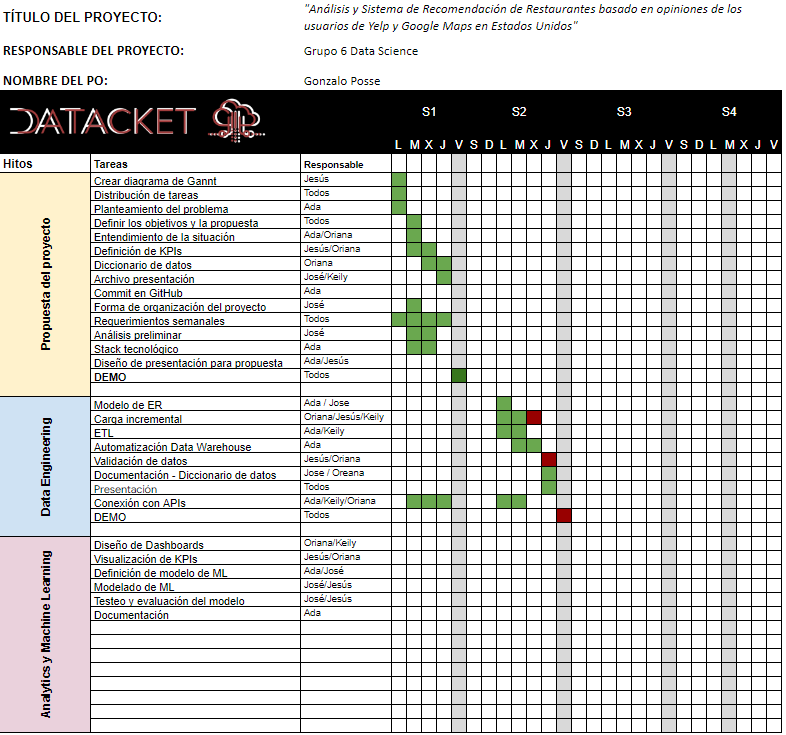 TÍTULO DEL PROYECTO:
"Análisis y Sistema de Recomendación de Restaurantes basado en opiniones de los
usuarios de Yelp y Google Maps en Estados Unidos"
RESPONSABLE DEL PROYECTO: Grupo 6 Data Science
NOMBRE DEL PO: Gonzalo Posse
DATACKET S1 S2 S3 S4
L M X J V S D L M X J V S D L M X J V S D L M X J V
Hitos Tareas Responsable
Propuesta del proyecto
Crear diagrama de Gannt Jesús
Distribución de tareas Todos
Planteamiento del problema Ada
Definir los objetivos y la propuesta Todos
Entendimiento de la situación Ada/Oriana
Definición de KPIs Jesús/Oriana
Diccionario de datos Oriana
Archivo presentación José/Keily
Commit en GitHub Ada
Forma de organización del proyecto José
Requerimientos semanales Todos
Análisis preliminar José
Stack tecnológico Ada
Diseño de presentación para propuesta Ada/Jesús
DEMO Todos
Data Engineering
Modelo de ER Ada / Jose
Carga incremental Oriana/Jesús/Keily
ETL Ada/Keily
Automatización Data Warehouse Ada
Validación de datos Jesús/Oriana
Documentación - Diccionario de datos Jose / Oreana
Presentación Todos
Conexión con APIs Ada/Keily/Oriana
DEMO Todos
Analytics y Machine Learning
Diseño de Dashboards Oriana/Keily
Visualización de KPIs Jesús/Oriana
Definición de modelo de ML Ada/José
Modelado de ML José/Jesús
Testeo y evaluación del modelo José/Jesús
Documentación Ada